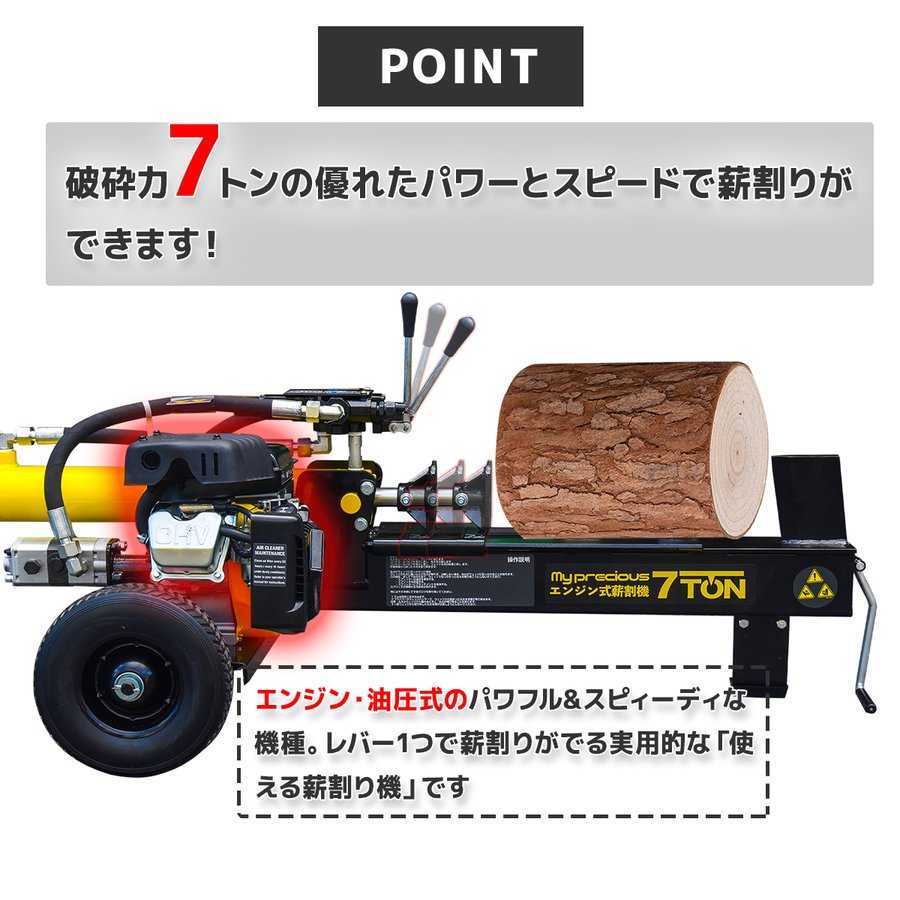 POINT
破砕力7トンの優れたパワーとスピードで薪割りが
できます!
OHV
AIR CLEANER
MAINTENANCE
操作説明
My precious
エンジン式薪割機
7TON
エンジン・油圧式のパワフル&スピィーディな
機種。レバー1つで薪割りがでる実用的な「使
える薪割り機」です